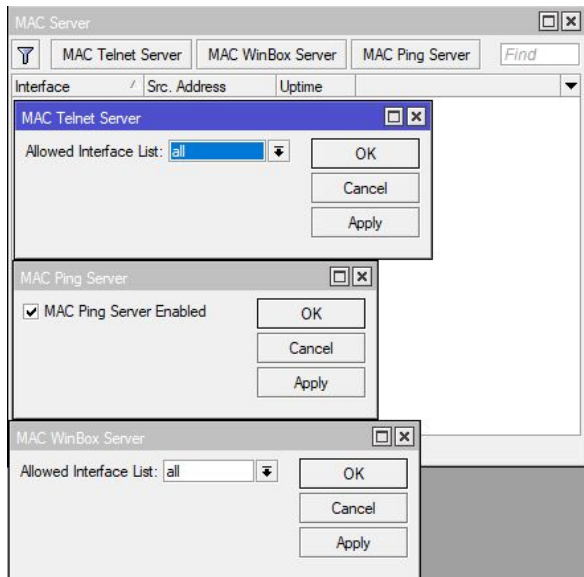 MAC Server
MAC Telnet Server MAC WinBox Server MAC Ping Server Find
Interface Src. Address Uptime
MAC Telnet Server
Allowed Interface List: all OK
Cancel
Apply
MAC Ping Server
MAC Ping Server Enabled OK
Cancel
Apply
MAC WinBox Server
Allowed Interface List: all OK
Cancel
Apply